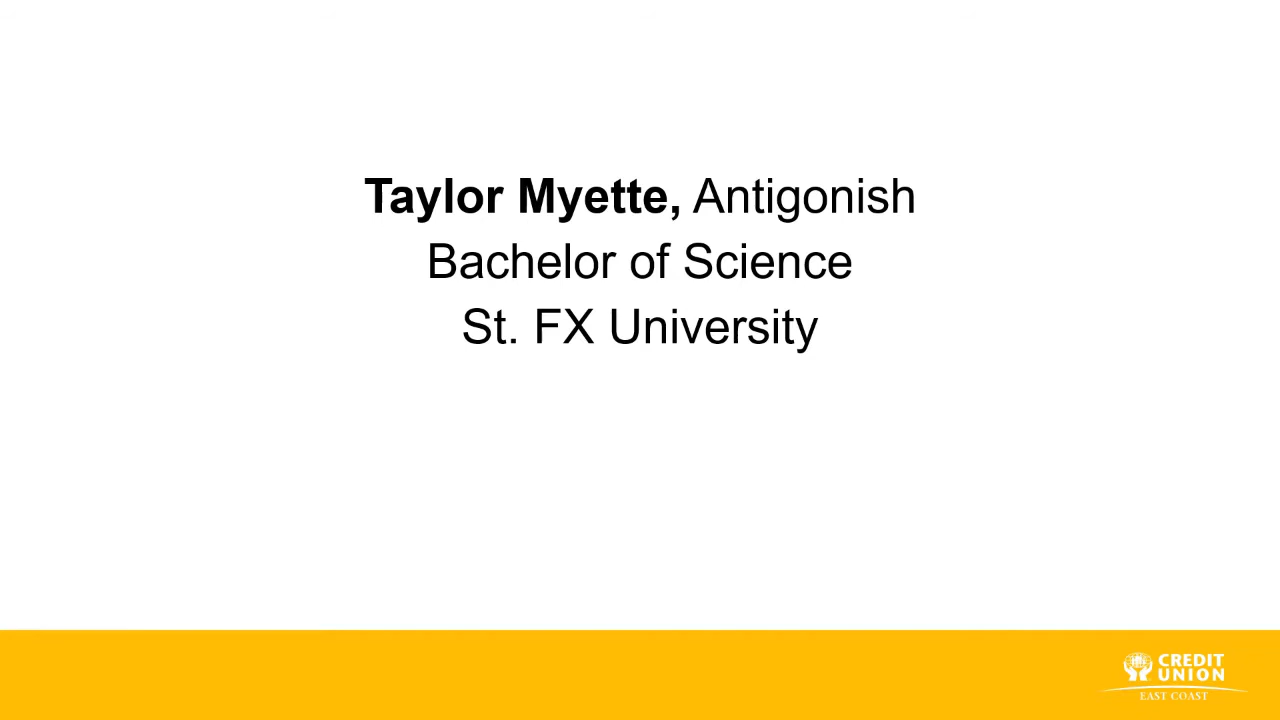 Taylor Myette, Antigonish
Bachelor of Science
St. FX University
CREDIT
UNION
EAST COAST